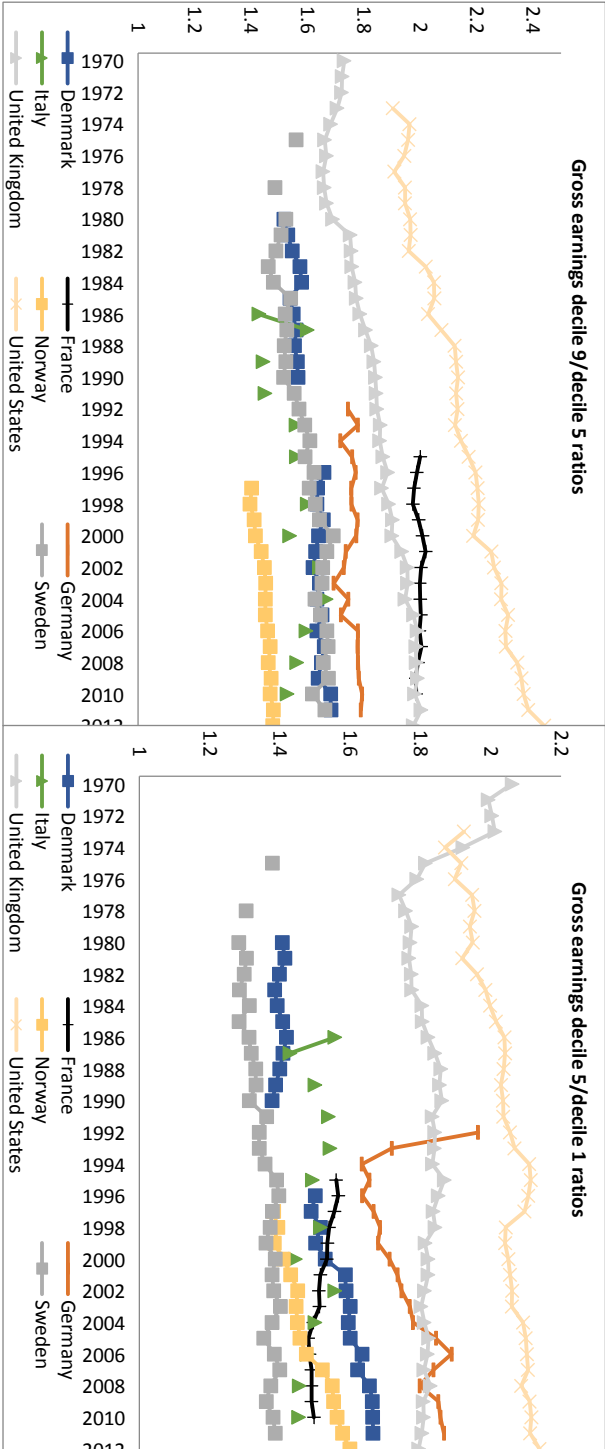 Gross earnings decile 9/decile 5 ratios
2.4
2.2
2
1.8
1.6
1.4
1.2
1
1970 1972 1974 1976 1978 1980 1982 1984 1986 1988 1990 1992 1994 1996 1998 2000 2002 2004 2006 2008 2010
Denmark France Germany
Italy Norway Sweden
United Kingdom United States
Gross earnings decile 5/decile 1 ratios
2.2
2
1.8
1.6
1.4
1.2
1
1970 1972 1974 1976 1978 1980 1982 1984 1986 1988 1990 1992 1994 1996 1998 2000 2002 2004 2006 2008 2010
Denmark France Germany
Italy Norway Sweden
United Kingdom United States